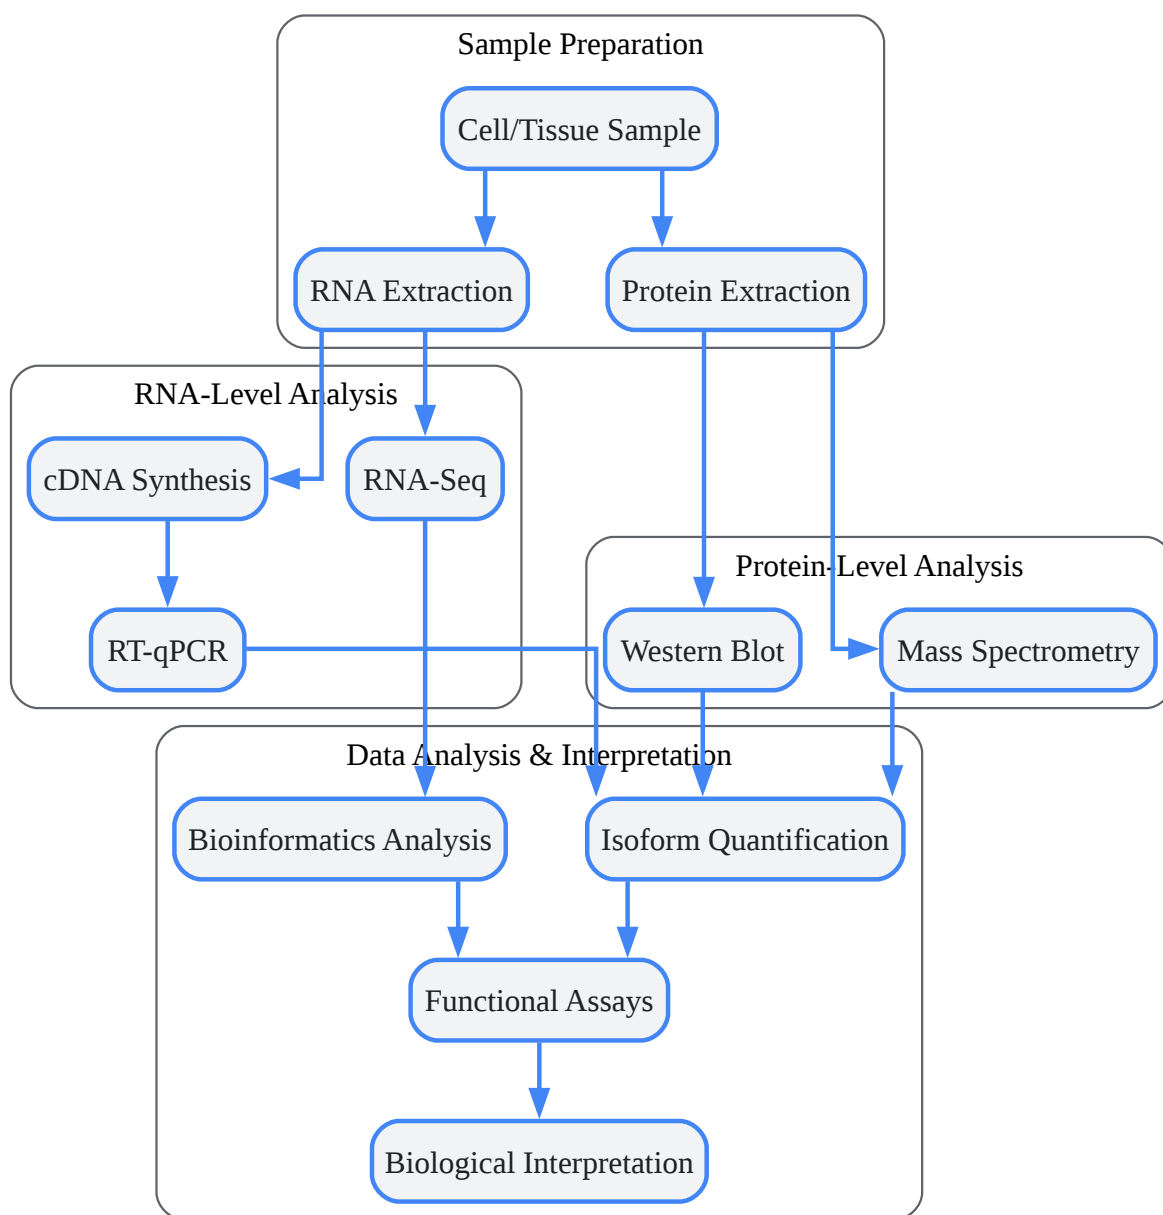 Sample Preparation
Cell/Tissue Sample
RNA Extraction
Protein Extraction
RNA-Level Analysis
cDNA Synthesis
RNA-Seq
Protein-Level Analysis
RT-qPCR
Western Blot
Mass Spectrometry
Data Analysis & Interpretation
Bioinformatics Analysis
Isoform Quantification
Functional Assays
Biological Interpretation